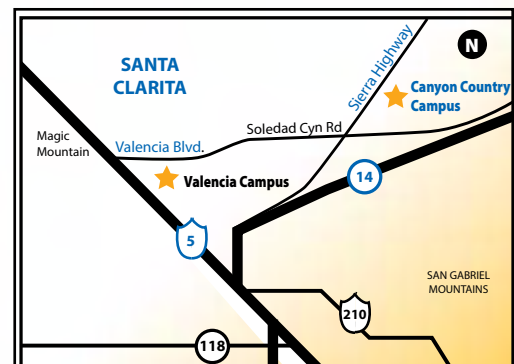 N
SANTA
CLARITA
Sierra Highway
Canyon Country
Campus
Soledad Cyn Rd
Magic
Mountain
Valencia Blvd.
Valencia Campus
14
5
SAN GABRIEL
MOUNTAINS
210
118